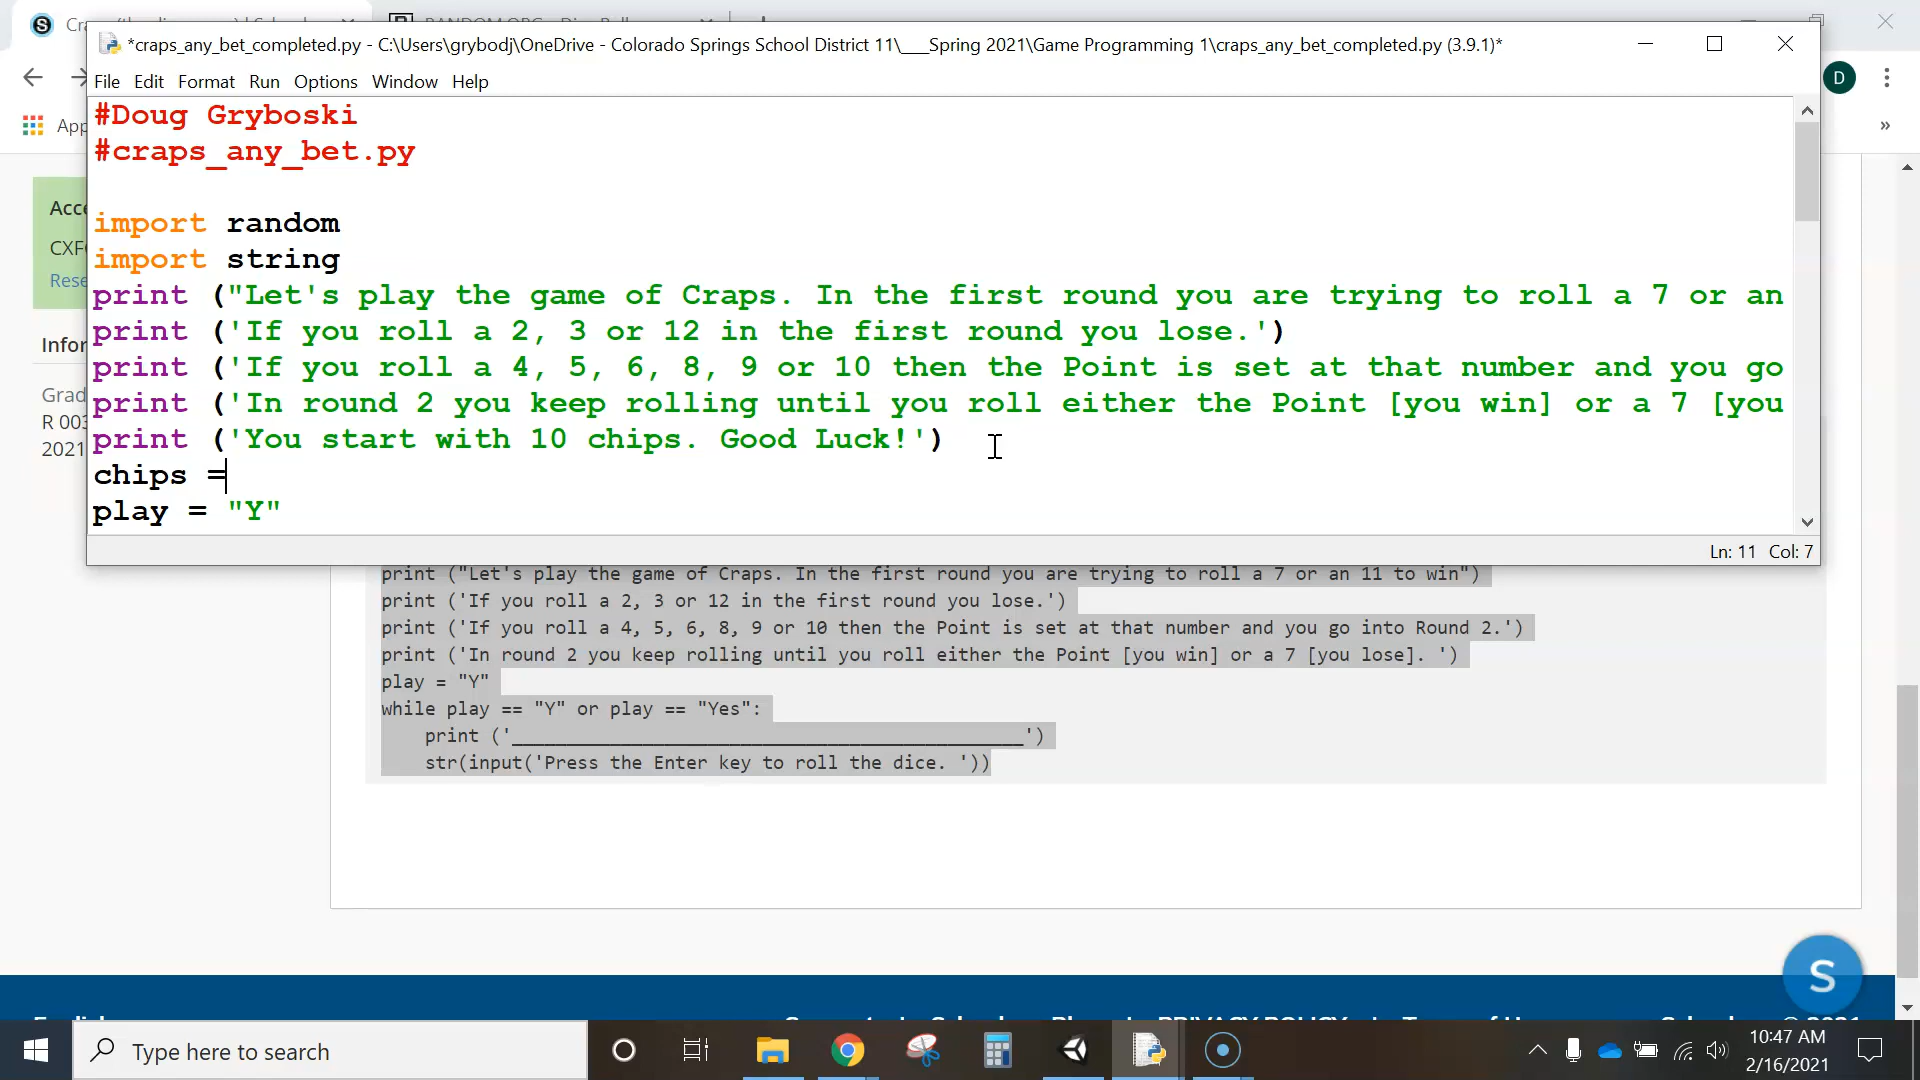 *craps_any_bet_completed.py - C:\Users\grybodj\OneDrive - Colorado Springs School District 11\___Spring 2021\Game Programming 1\craps_any_bet_completed.py (3.9.1)*
File Edit Format Run Options Window Help
D
App
»
#Doug Gryboski
#craps_any_bet.py
import random
import string
print ("Let's play the game of Craps. In the first round you are trying to roll a 7 or an
print ('If you roll a 2, 3 or 12 in the first round you lose.')
print ('If you roll a 4, 5, 6, 8, 9 or 10 then the Point is set at that number and you go
print ('In round 2 you keep rolling until you roll either the Point [you win] or a 7 [you
print ('You start with 10 chips. Good Luck!')
chips =
play = "Y"
Ln: 11 Col: 7
Acce
CXF
Rese
Infor
Grad
R 003
2021
print ("Let's play the game of Craps. In the first round you are trying to roll a 7 or an 11 to win")
print ('If you roll a 2, 3 or 12 in the first round you lose.')
print ('If you roll a 4, 5, 6, 8, 9 or 10 then the Point is set at that number and you go into Round 2.')
print ('In round 2 you keep rolling until you roll either the Point [you win] or a 7 [you lose]. ')
play = "Y"
while play == "Y" or play == "Yes":
print ('_______________________________________________')
str(input('Press the Enter key to roll the dice. '))
S
Type here to search
10:47 AM
2/16/2021